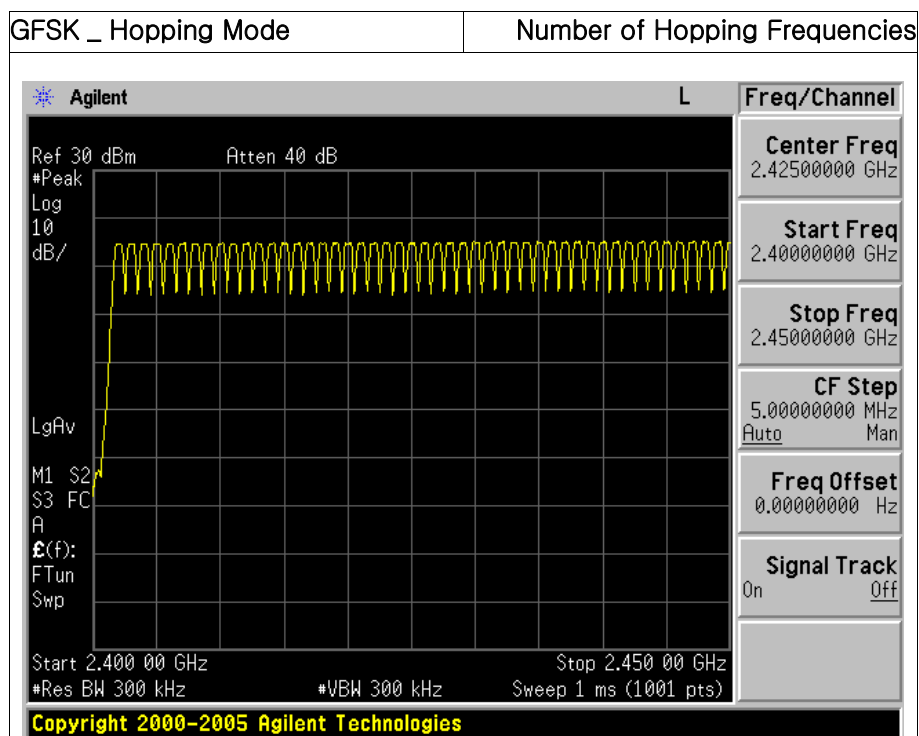 GFSK _ Hopping Mode
Number of Hopping Frequencies
Agilent
L
Freq/Channel
Ref 30 dBm
Atten 40 dB
#Peak
Log
10
dB/
LgAv
M1 S2
S3 FC
A
£(f):
FTun
Swp
Start 2.400 00 GHz
Stop 2.450 00 GHz
#Res BW 300 kHz
#VBW 300 kHz
Sweep 1 ms (1001 pts)
Copyright 2000-2005 Agilent Technologies
Center Freq
2.42500000 GHz
Start Freq
2.40000000 GHz
Stop Freq
2.45000000 GHz
CF Step
5.00000000 MHz
Auto Man
Freq Offset
0.00000000 Hz
Signal Track
On Off